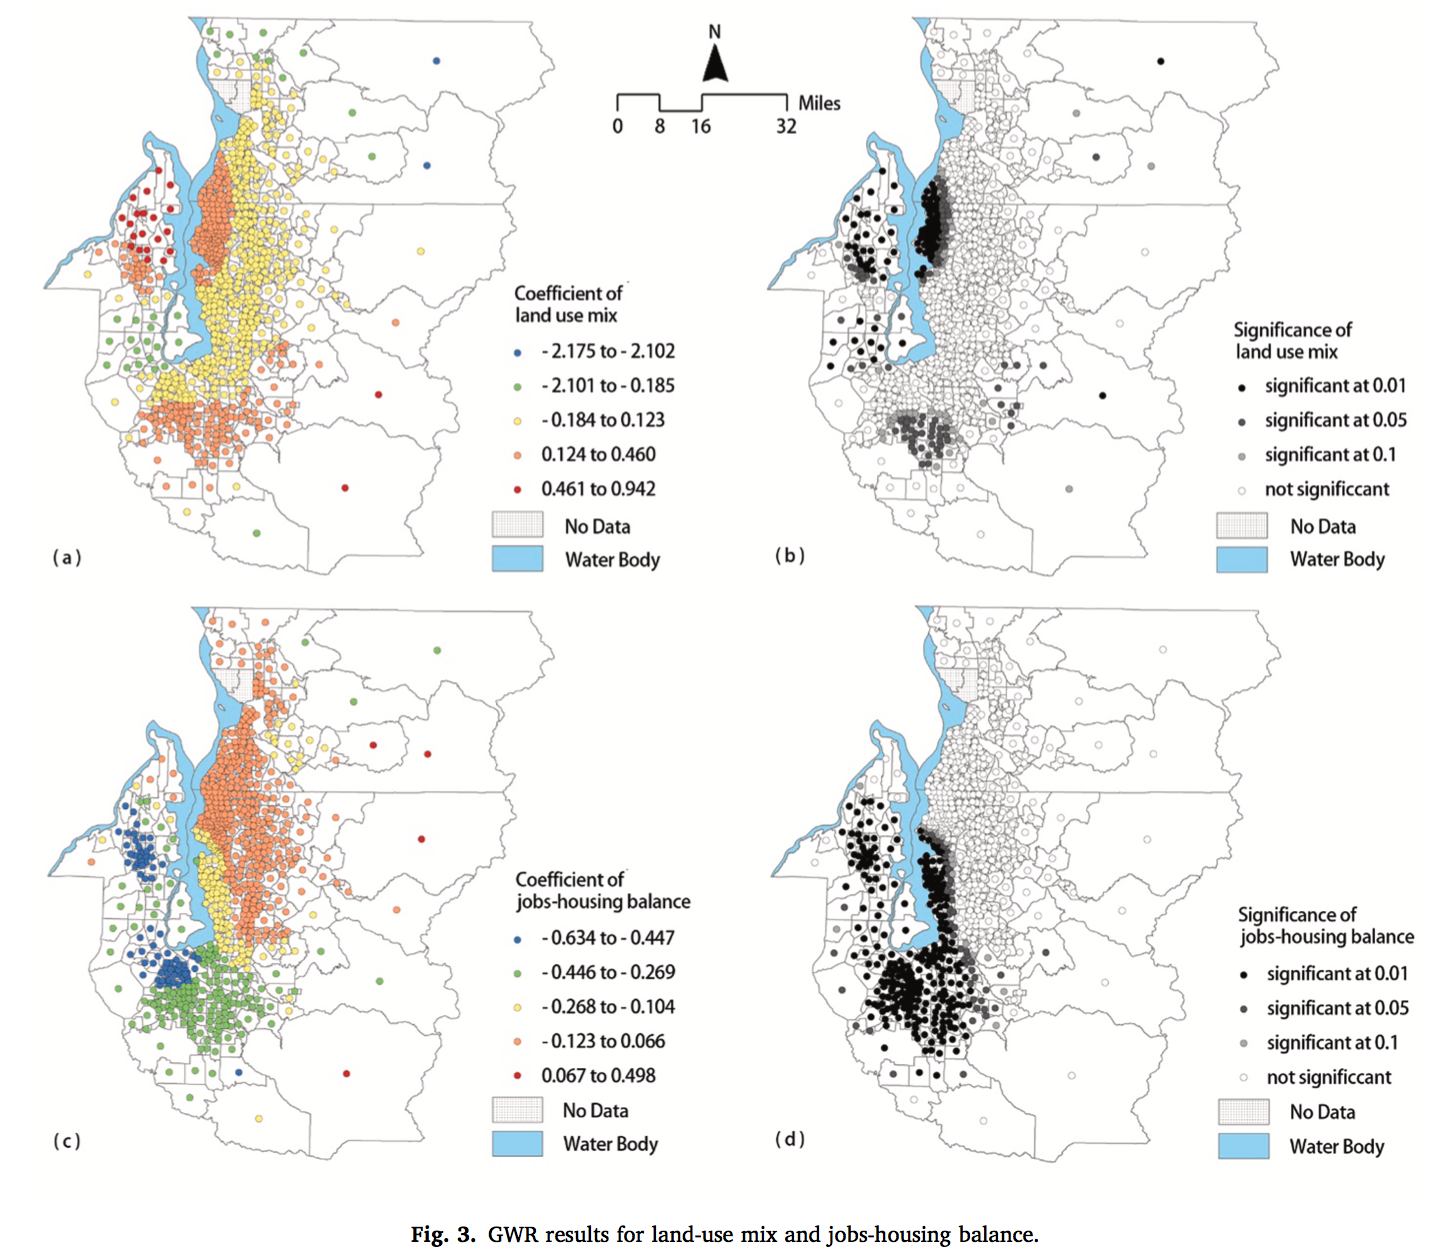 N
Miles
0 8 16 32
Coefficient of
land use mix
- 2.175 to - 2.102
- 2.101 to - 0.185
- 0.184 to 0.123
0.124 to 0.460
0.461 to 0.942
No Data
Water Body
(a)
Significance of
land use mix
significant at 0.01
significant at 0.05
significant at 0.1
not significcant
No Data
Water Body
(b)
Coefficient of
jobs-housing balance
- 0.634 to - 0.447
- 0.446 to - 0.269
- 0.268 to - 0.104
- 0.123 to 0.066
0.067 to 0.498
No Data
Water Body
(c)
Significance of
jobs-housing balance
significant at 0.01
significant at 0.05
significant at 0.1
not significcant
No Data
Water Body
(d)
Fig. 3. GWR results for land-use mix and jobs-housing balance.